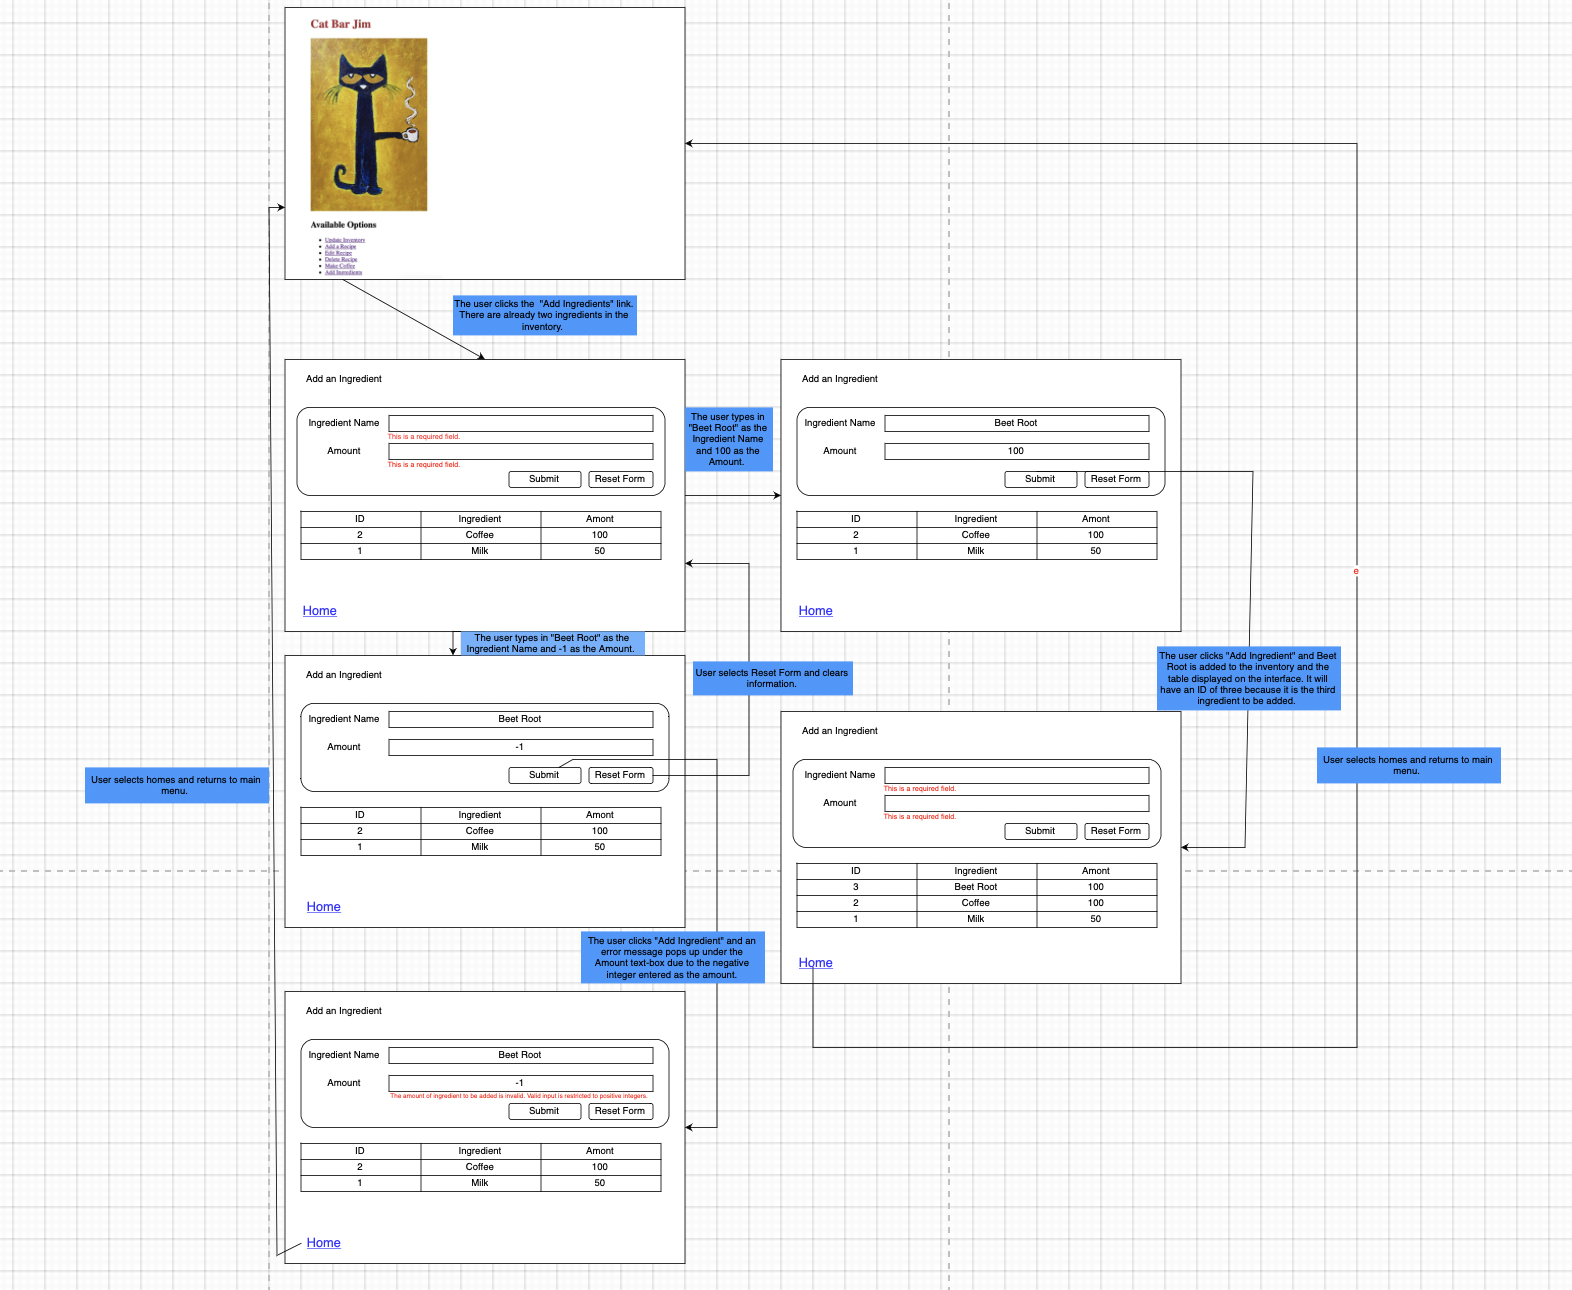 Cat Bar Jim
Available Options
Update Inventory
Add a Recipe
Edit Recipe
Delete Recipe
Make Coffee
Add Ingredients
The user clicks the "Add Ingredients" link.
There are already two ingredients in the
inventory.
Add an Ingredient
Ingredient Name
This is a required field.
Amount
This is a required field.
Submit Reset Form
ID Ingredient Amont
2 Coffee 100
1 Milk 50
Home
The user types in
"Beet Root" as the
Ingredient Name
and 100 as the
Amount.
Add an Ingredient
Ingredient Name Beet Root
Amount 100
Submit Reset Form
ID Ingredient Amont
2 Coffee 100
1 Milk 50
Home
e
The user types in "Beet Root" as the
Ingredient Name and -1 as the Amount.
Add an Ingredient
Ingredient Name Beet Root
Amount -1
Submit Reset Form
ID Ingredient Amont
2 Coffee 100
1 Milk 50
Home
User selects Reset Form and clears
information.
The user clicks "Add Ingredient" and Beet
Root is added to the inventory and the
table displayed on the interface. It will
have an ID of three because it is the third
ingredient to be added.
Add an Ingredient
Ingredient Name
This is a required field.
Amount
This is a required field.
Submit Reset Form
ID Ingredient Amont
3 Beet Root 100
2 Coffee 100
1 Milk 50
Home
User selects homes and returns to main
menu.
User selects homes and returns to main
menu.
The user clicks "Add Ingredient" and an
error message pops up under the
Amount text-box due to the negative
integer entered as the amount.
Add an Ingredient
Ingredient Name Beet Root
Amount -1
The amount of ingredient to be added is invalid. Valid input is restricted to positive integers.
Submit Reset Form
ID Ingredient Amont
2 Coffee 100
1 Milk 50
Home